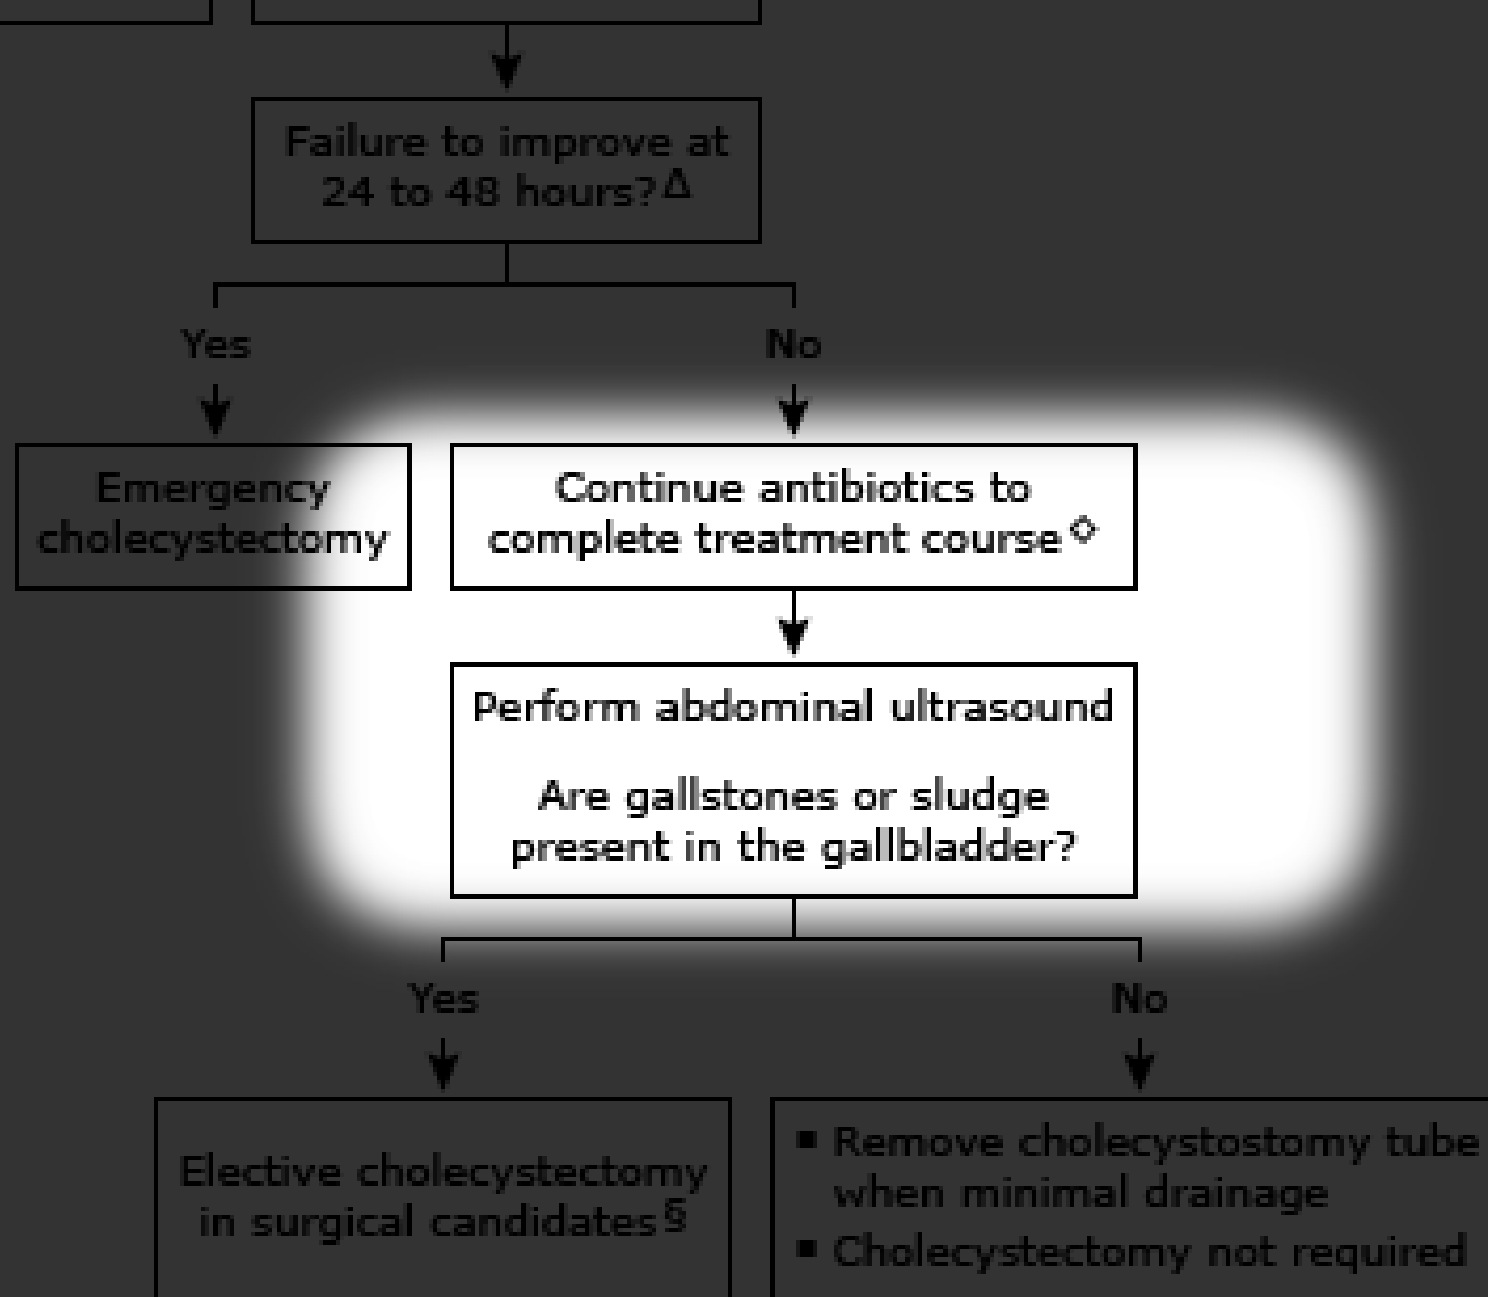 Failure to improve at
24 to 48 hours?Δ
Yes
No
Emergency
cholecystectomy
Continue antibiotics to
complete treatment course◇
Perform abdominal ultrasound
Are gallstones or sludge
present in the gallbladder?
Yes
No
Elective cholecystectomy
in surgical candidates§
▪ Remove cholecystostomy tube
when minimal drainage
▪ Cholecystectomy not required